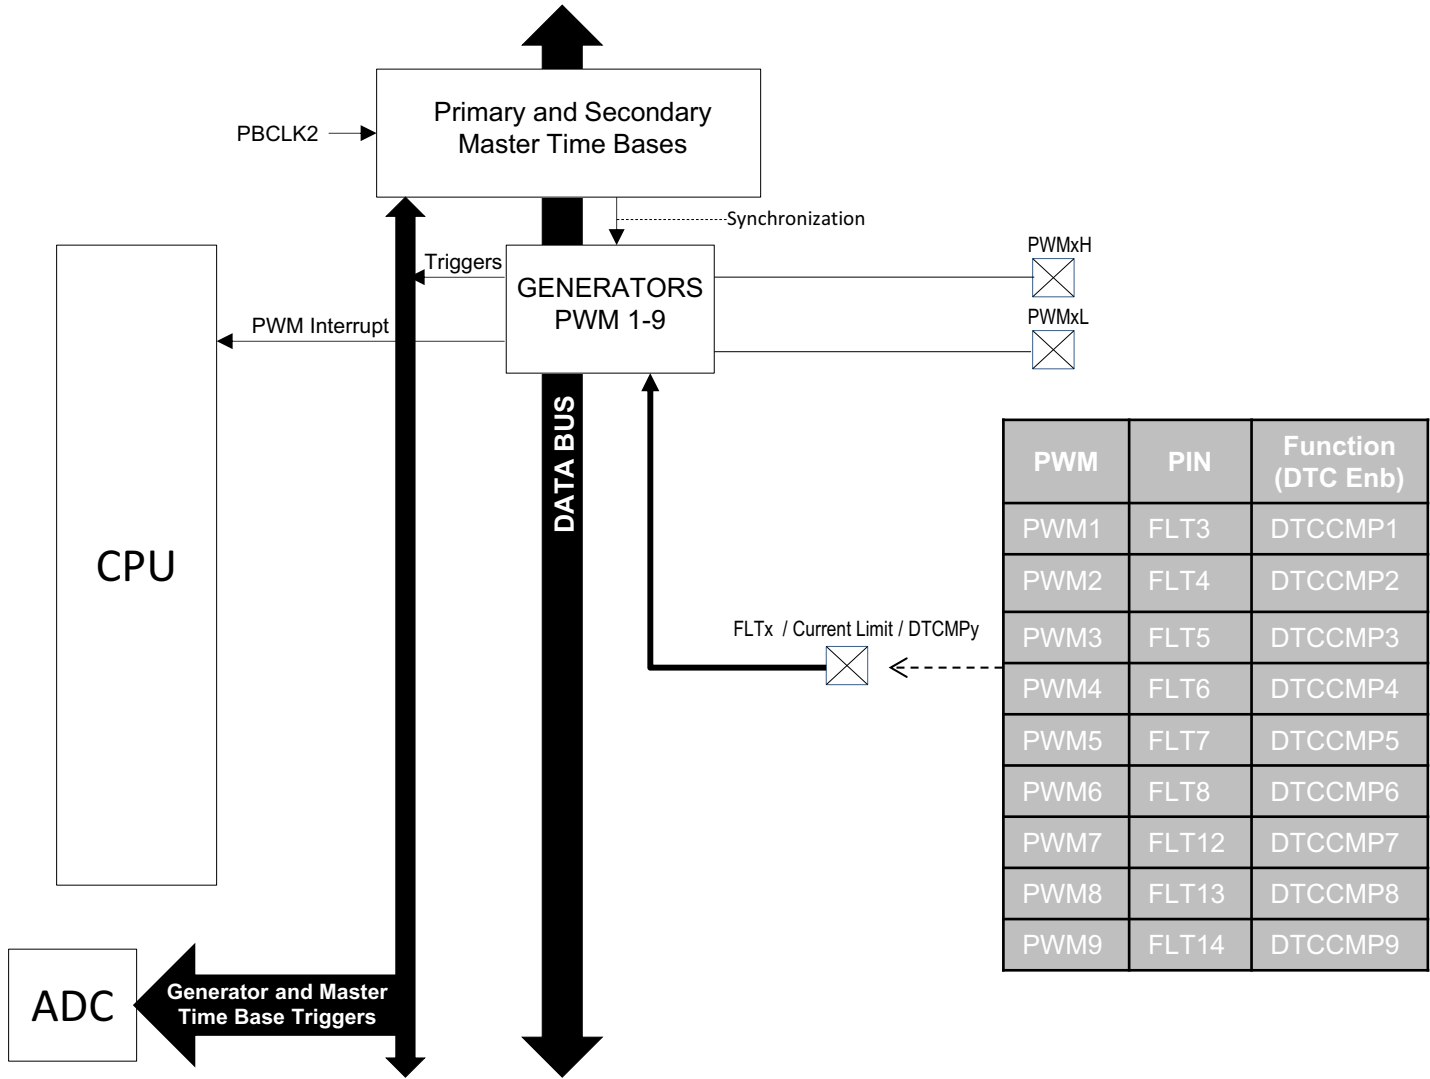 Primary and Secondary
Master Time Bases
PBCLK2
Synchronization
Triggers
GENERATORS
PWM 1-9
PWMxH
PWM Interrupt
PWMxL
DATA BUS
CPU
FLTx / Current Limit / DTCMPy
PWM PIN Function
(DTC Enb)
PWM1 FLT3 DTCCMP1
PWM2 FLT4 DTCCMP2
PWM3 FLT5 DTCCMP3
PWM4 FLT6 DTCCMP4
PWM5 FLT7 DTCCMP5
PWM6 FLT8 DTCCMP6
PWM7 FLT12 DTCCMP7
PWM8 FLT13 DTCCMP8
PWM9 FLT14 DTCCMP9
ADC
Generator and Master
Time Base Triggers